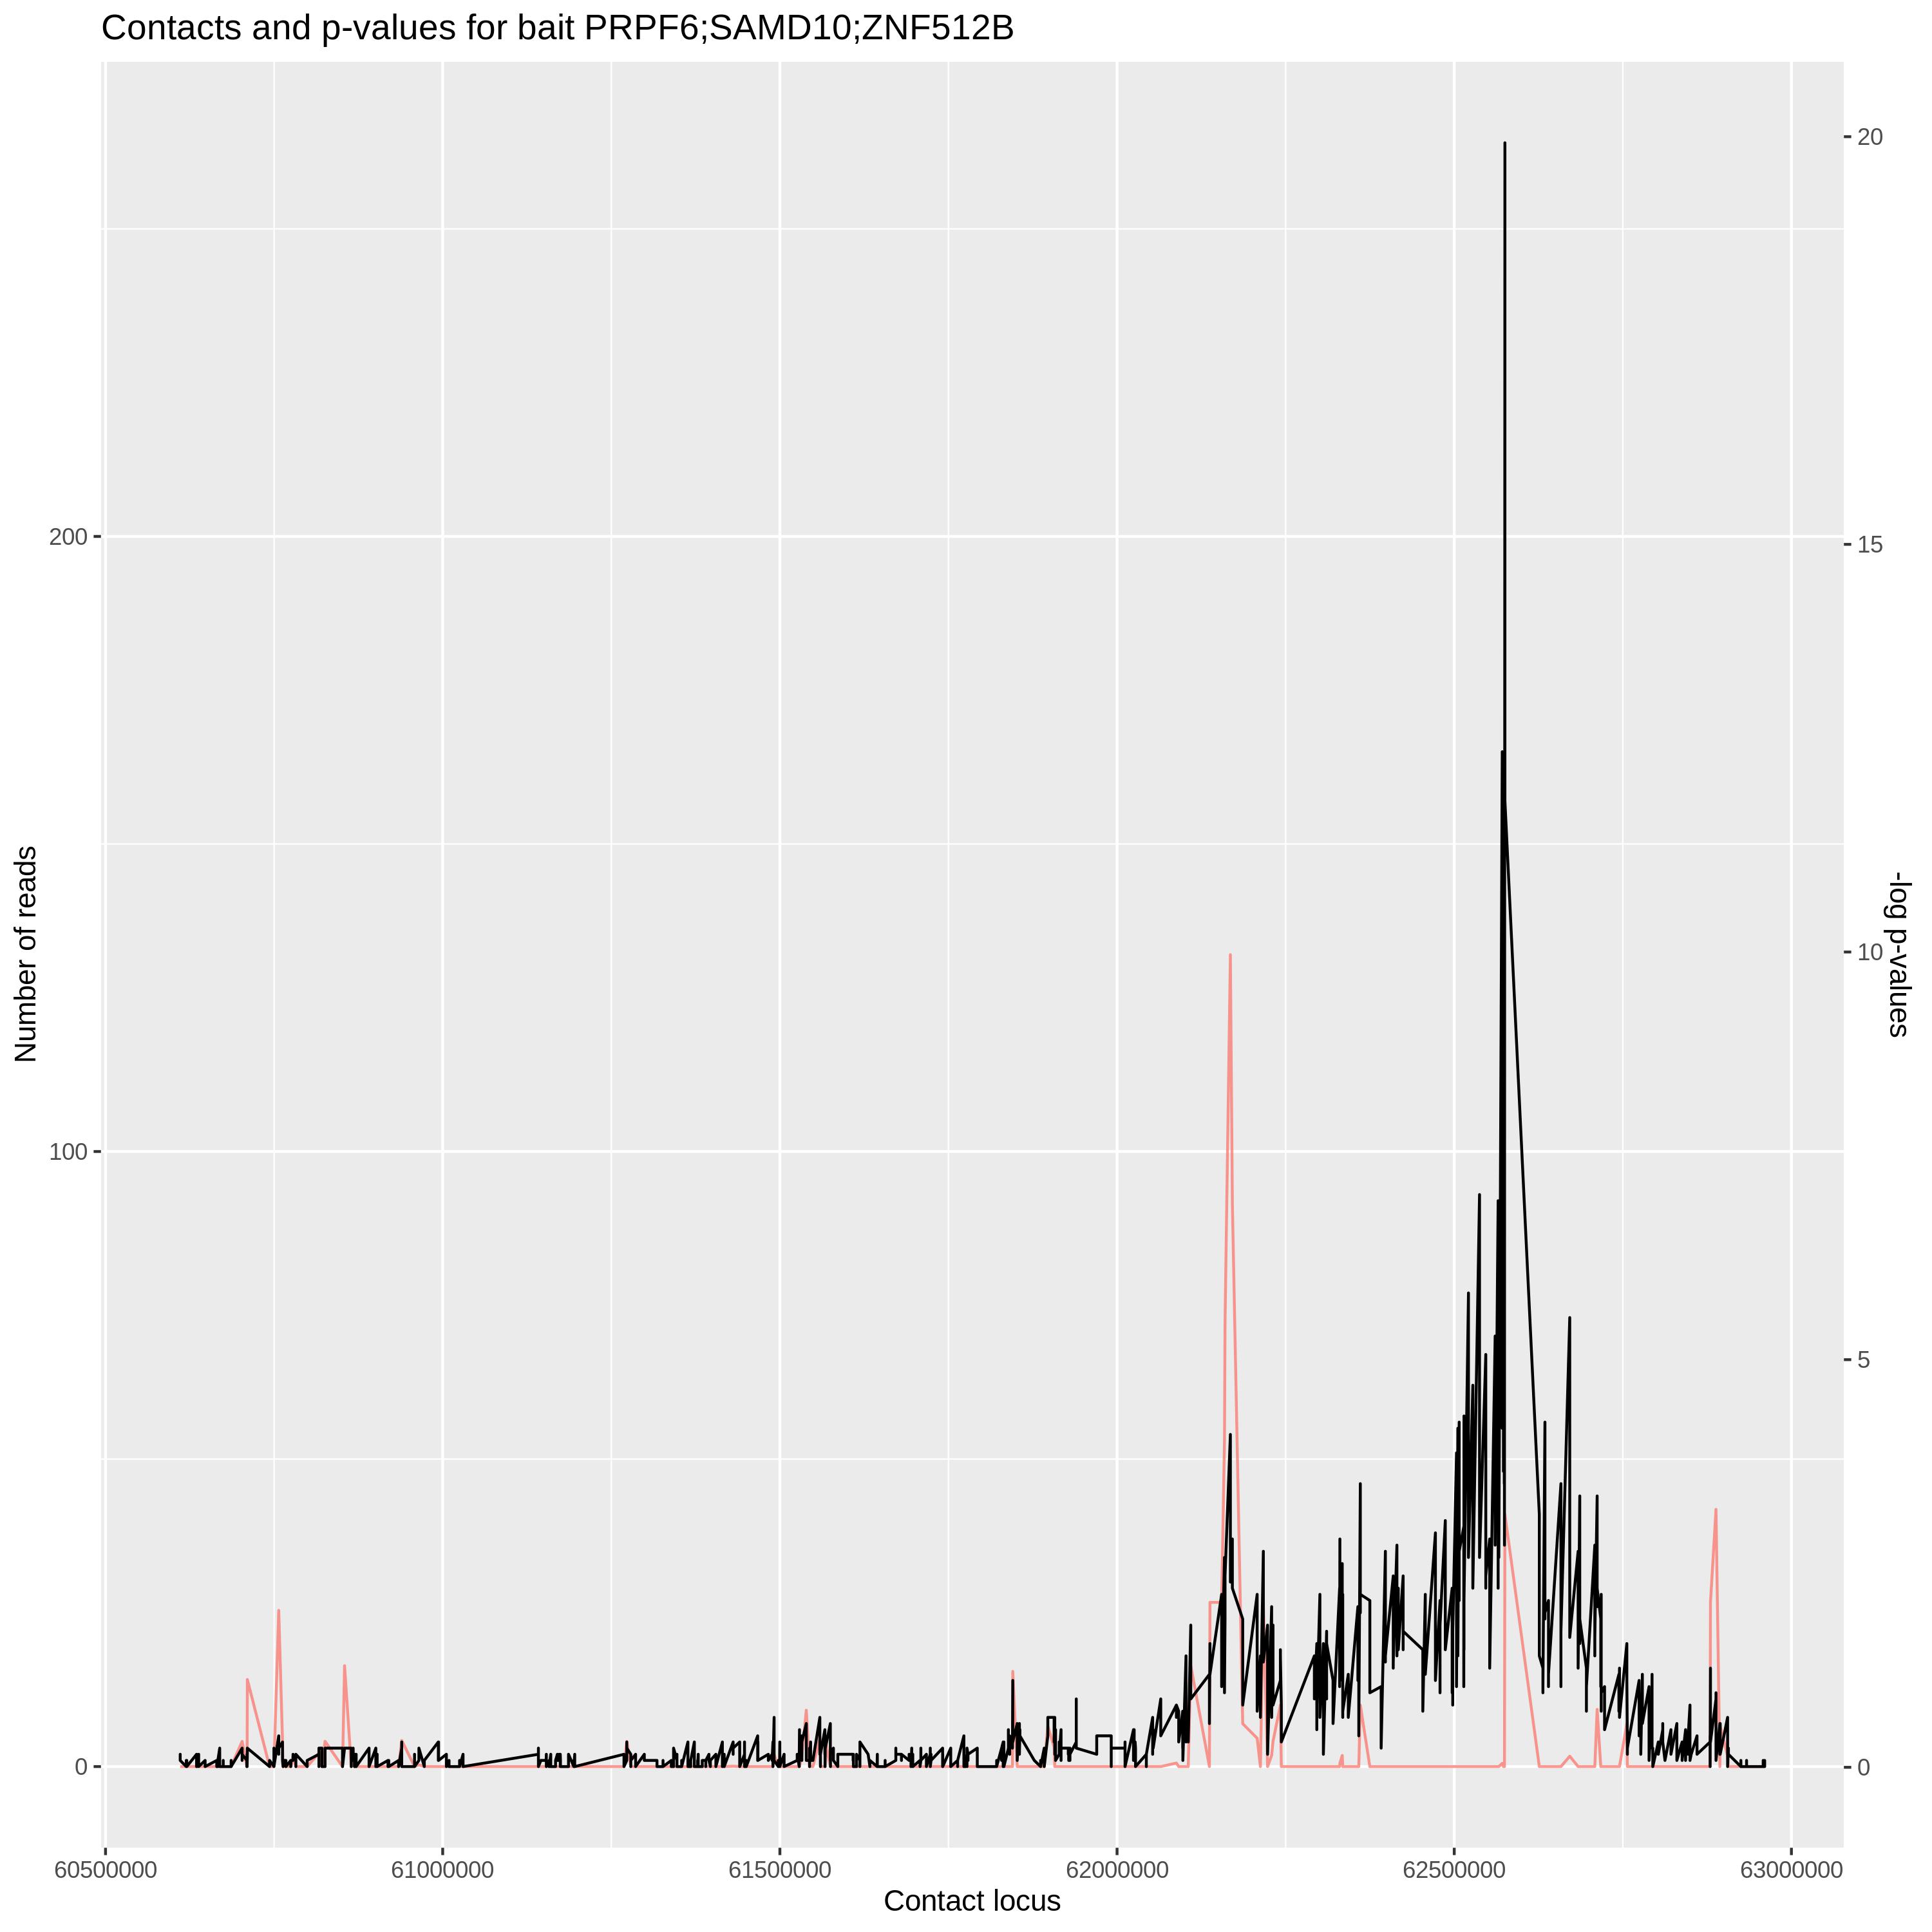 Contacts and p-values for bait PRPF6;SAMD10;ZNF512B
20
200
15
Number of reads
-log p-values
10
100
5
0
0
60500000 61000000 61500000 62000000 62500000 63000000
Contact locus